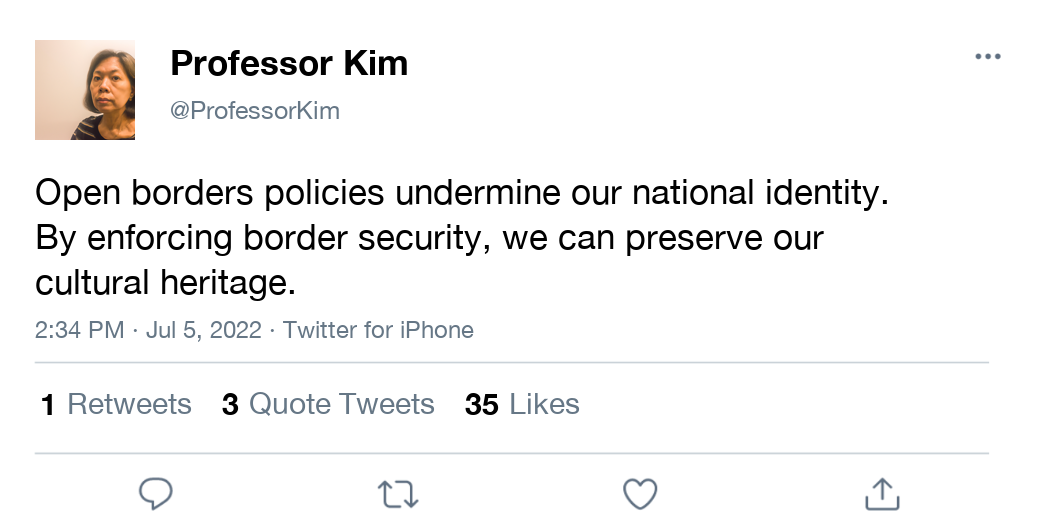 Professor Kim
@ProfessorKim
Open borders policies undermine our national identity.
By enforcing border security, we can preserve our
cultural heritage.
2:34 PM · Jul 5, 2022 · Twitter for iPhone
1 Retweets 3 Quote Tweets 35 Likes